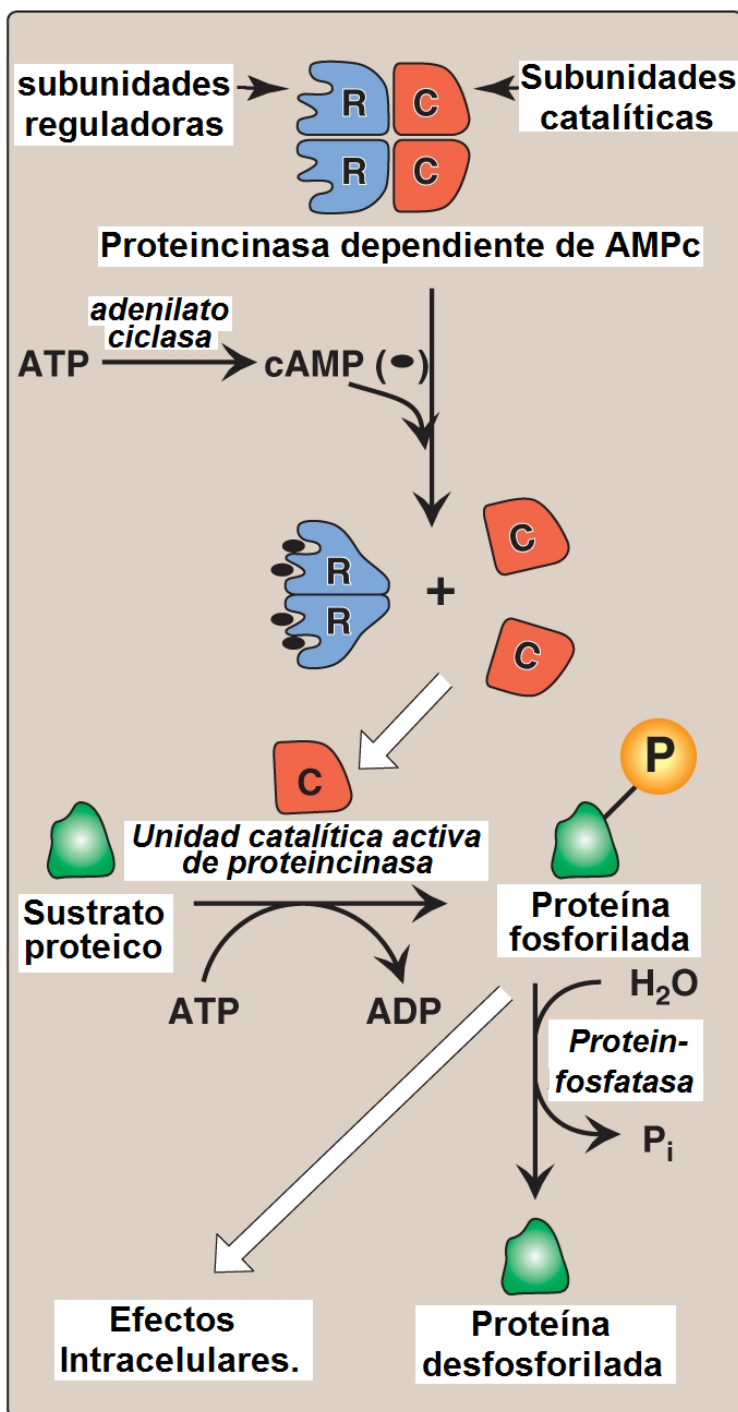 subunidades
reguladoras
Subunidades
catalíticas
R
C
R
C
Proteincinasa dependiente de AMPc
adenilato
ciclasa
ATP
cAMP ( )
R
R
+
C
C
C
P
Unidad catalítica activa
de proteincinasa
Sustrato
proteico
Proteína
fosforilada
ATP
ADP
H₂O
Protein-
fosfatasa
Pᵢ
Efectos
Intracelulares.
Proteína
desfosforilada